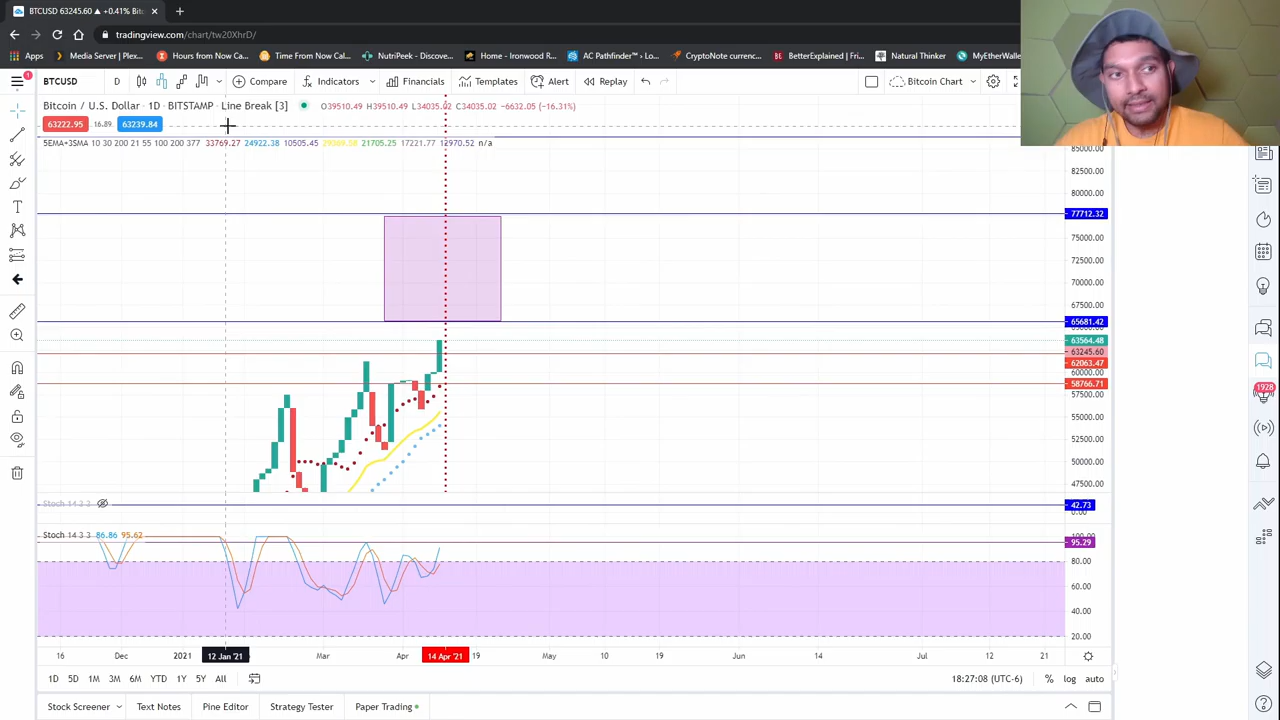 BTCUSD 63245.60 ▲ +0.41%
tradingview.com/chart/tw20XhrD/
Apps Media Server | Plex... Hours from Now Cal... Time From Now Cal... NutriPeek - Discove... Home - Ironwood R... AC Pathfinder™ › Lo... CryptoNote currenc... BetterExplained | Fr... Natural Thinker MyEtherWalle
BTCUSD D Compare Indicators Financials Templates Alert Replay Bitcoin Chart
Bitcoin / U.S. Dollar · 1D · BITSTAMP · Line Break [3] O39510.49 H39510.49 L34035.02 C34035.02 −6632.05 (−16.31%)
63222.95 16.89 63239.84
5EMA+3SMA 10 30 200 21 55 100 200 377 33769.27 24922.38 10505.45 21705.25 17221.77 12970.52 n/a
85000.00
82500.00
80000.00
77712.32
75000.00
72500.00
70000.00
67500.00
65681.42
63564.48
63245.60
62063.47
60000.00
58766.71
57500.00
55000.00
52500.00
50000.00
47500.00
Stoch 14 3 3
42.73
0.00
Stoch 14 3 3 86.86 95.62
100.00
95.29
80.00
60.00
40.00
20.00
1928
16 Dec 2021 12 Jan '21 Mar Apr 14 Apr '21 19 May 10 19 Jun 14 Jul 12 21
1D 5D 1M 3M 6M YTD 1Y 5Y All 18:27:08 (UTC-6) % log auto
Stock Screener Text Notes Pine Editor Strategy Tester Paper Trading